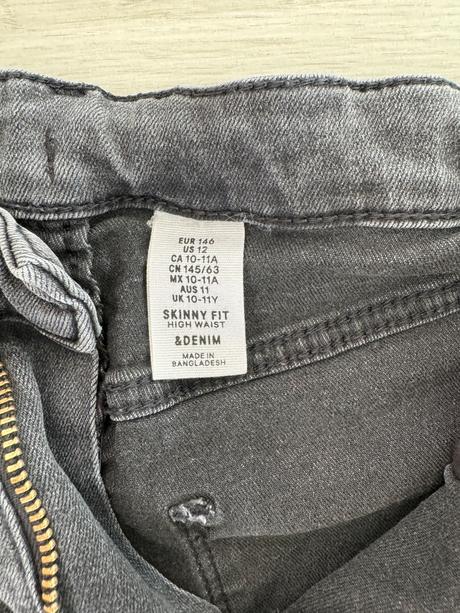 EUR 146
US 12
CA 10-11A
CN 145/63
MX 10-11A
AUS 11
UK 10-11Y
SKINNY FIT
HIGH WAIST
&DENIM
MADE IN
BANGLADESH